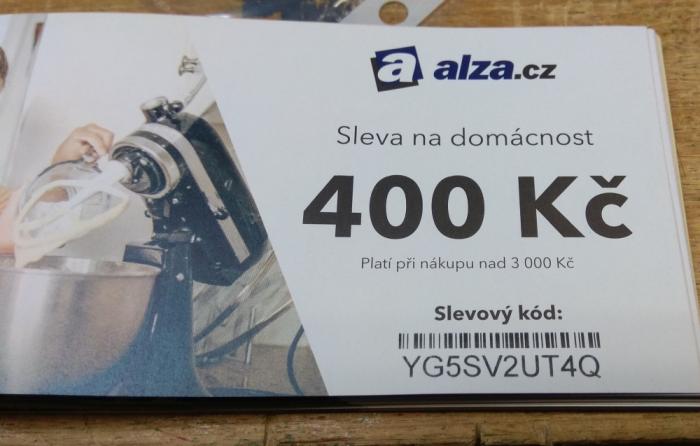 a alza.cz
Sleva na domácnost
400 Kč
Platí při nákupu nad 3 000 Kč
Slevový kód:
YG5SV2UT4Q